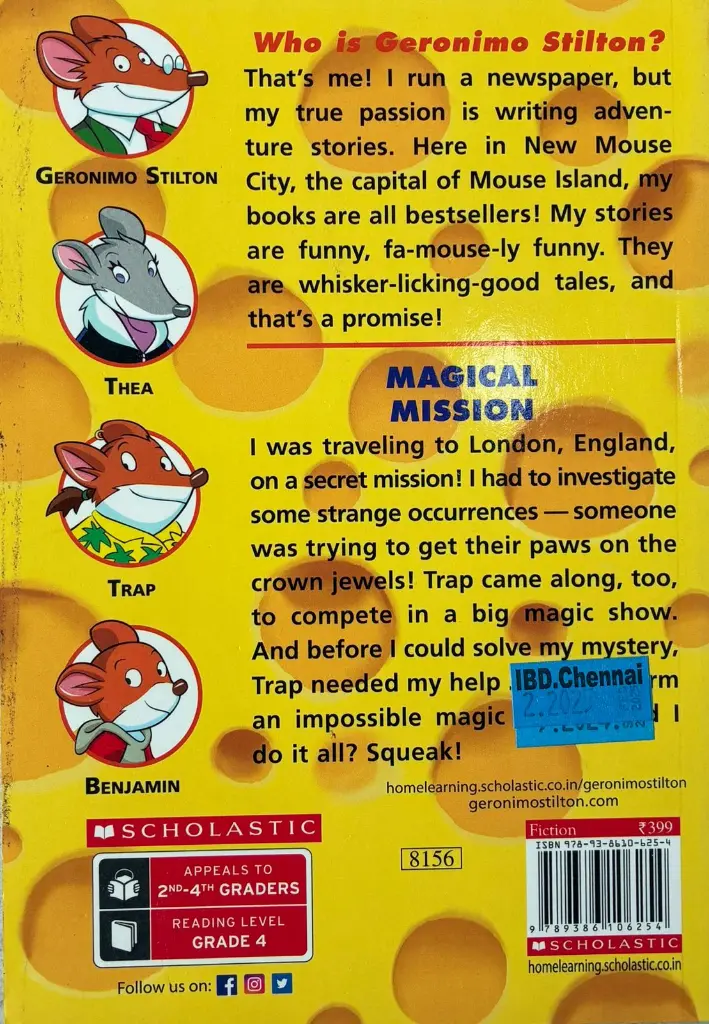 Who is Geronimo Stilton?
That's me! I run a newspaper, but
my true passion is writing adven-
ture stories. Here in New Mouse
City, the capital of Mouse Island, my
books are all bestsellers! My stories
are funny, fa-mouse-ly funny. They
are whisker-licking-good tales, and
that's a promise!
GERONIMO STILTON
THEA
TRAP
BENJAMIN
MAGICAL
MISSION
I was traveling to London, England,
on a secret mission! I had to investigate
some strange occurrences — someone
was trying to get their paws on the
crown jewels! Trap came along, too,
to compete in a big magic show.
And before I could solve my mystery,
Trap needed my help
an impossible magic I
do it all? Squeak!
IBD.Chennai
homelearning.scholastic.co.in/geronimostilton
geronimostilton.com
SCHOLASTIC
APPEALS TO
2ND-4TH GRADERS
READING LEVEL
GRADE 4
Follow us on:
8156
Fiction ₹399
ISBN 978-93-8610-625-4
9 789386 106254
SCHOLASTIC
homelearning.scholastic.co.in